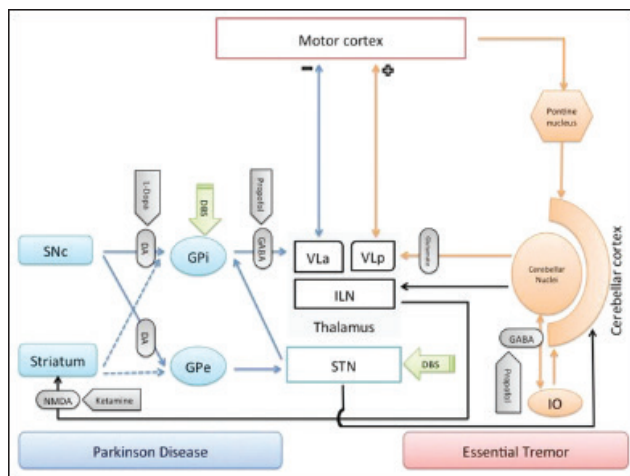 Motor cortex
−
+
Pontine
nucleus
L-Dopa
DBS
Propofol
SNc
DA
GPi
GABA
VLa
VLp
Glutamate
Cerebellar
Nuclei
Cerebellar cortex
ILN
Thalamus
DA
GABA
Striatum
GPe
STN
DBS
Propofol
IO
NMDA
Ketamine
Parkinson Disease
Essential Tremor